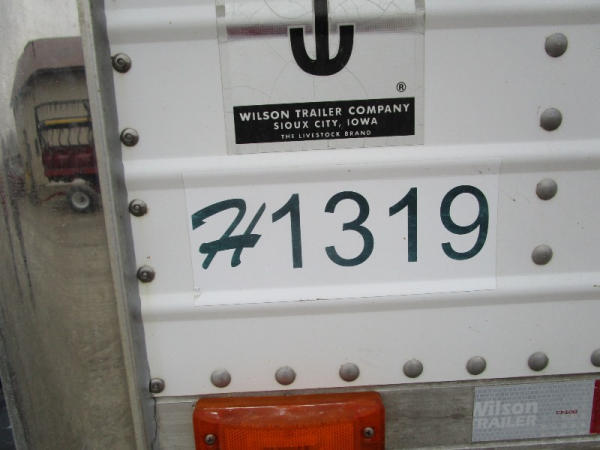 ®
WILSON TRAILER COMPANY
SIOUX CITY, IOWA
THE LIVESTOCK BRAND
H1319
Wilson
TRAILER